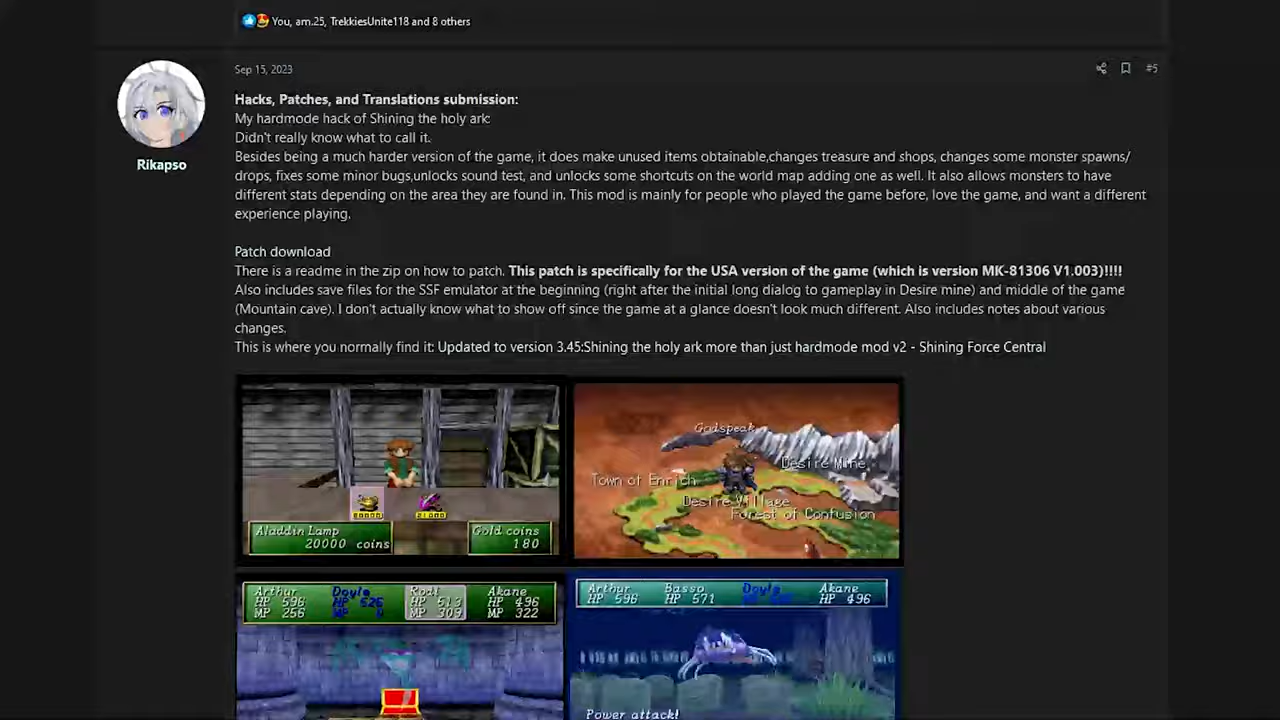 You, am.25, TrekkiesUnite118 and 8 others
Sep 15, 2023
#5
Rikapso
Hacks, Patches, and Translations submission:
My hardmode hack of Shining the holy ark:
Didn't really know what to call it.
Besides being a much harder version of the game, it does make unused items obtainable,changes treasure and shops, changes some monster spawns/
drops, fixes some minor bugs,unlocks sound test, and unlocks some shortcuts on the world map adding one as well. It also allows monsters to have
different stats depending on the area they are found in. This mod is mainly for people who played the game before, love the game, and want a different
experience playing.
Patch download
There is a readme in the zip on how to patch. This patch is specifically for the USA version of the game (which is version MK-81306 V1.003)!!!!
Also includes save files for the SSF emulator at the beginning (right after the initial long dialog to gameplay in Desire mine) and middle of the game
(Mountain cave). I don't actually know what to show off since the game at a glance doesn't look much different. Also includes notes about various
changes.
This is where you normally find it: Updated to version 3.45:Shining the holy ark more than just hardmode mod v2 - Shining Force Central
Aladdin Lamp
20000 coins
Gold coins
180
Godspeak
Desire Mine
Town of Enrich
Desire Village
Forest of Confusion
Arthur Doyle Rodi Akane
HP 596 HP 526 HP 513 HP 496
MP 256 MP 0 MP 309 MP 322
Arthur Basso Doyle Akane
HP 596 HP 571 HP 496
Power attack!